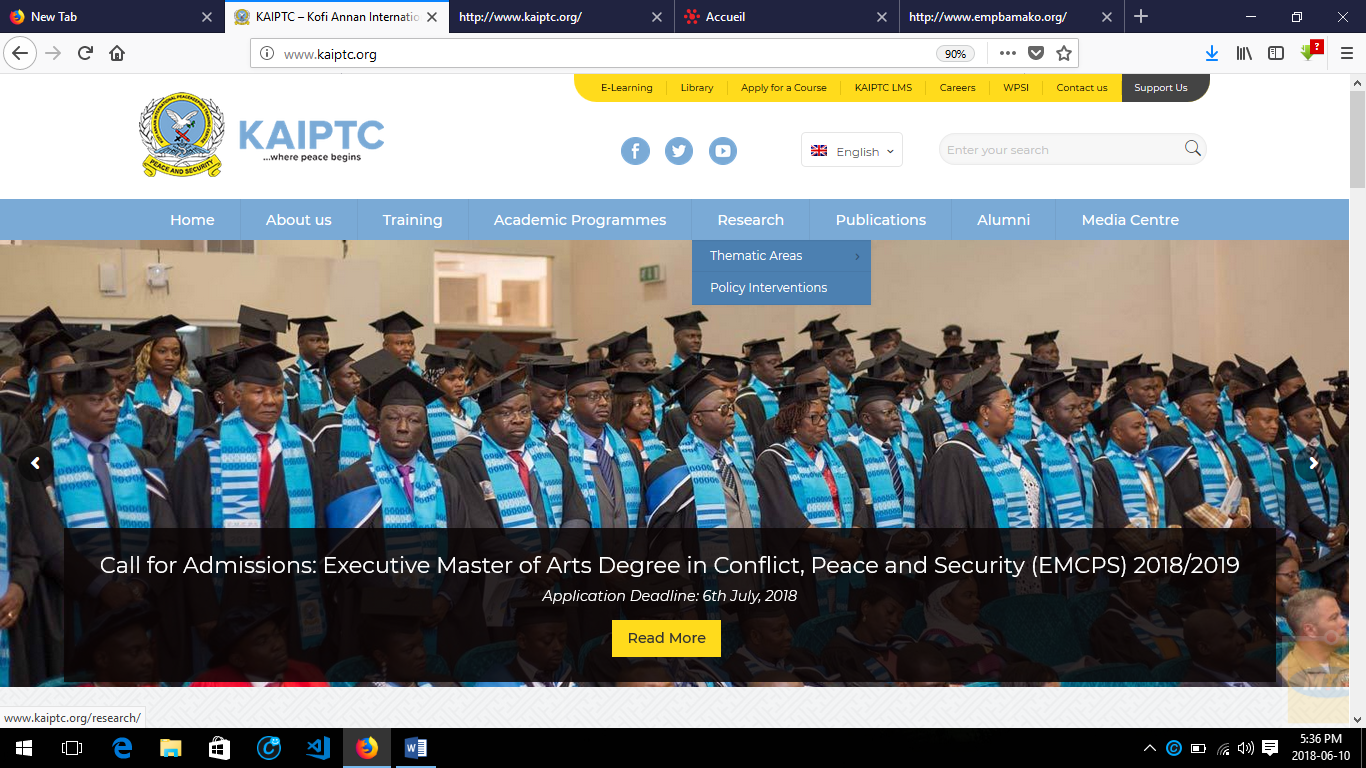 New Tab
KAIPTC – Kofi Annan Internatio
http://www.kaiptc.org/
Accueil
http://www.empbamako.org/
www.kaiptc.org
90%
?
E-Learning
Library
Apply for a Course
KAIPTC LMS
Careers
WPSI
Contact us
Support Us
PEACE AND SECURITY
KAIPTC
...where peace begins
English
Enter your search
Home
About us
Training
Academic Programmes
Research
Publications
Alumni
Media Centre
Thematic Areas
Policy Interventions
Call for Admissions: Executive Master of Arts Degree in Conflict, Peace and Security (EMCPS) 2018/2019
Application Deadline: 6th July, 2018
Read More
www.kaiptc.org/research/
5:36 PM
2018-06-10